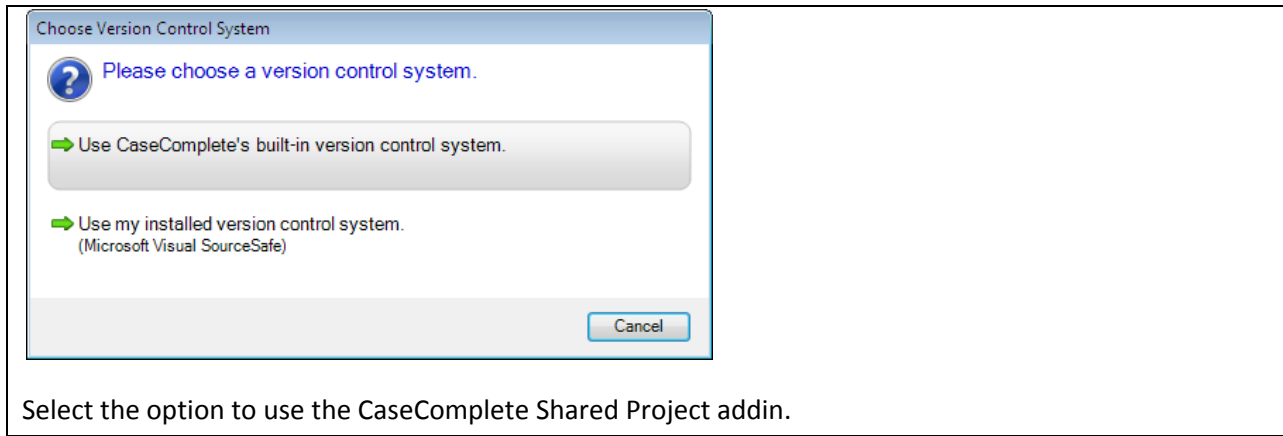 Choose Version Control System
Please choose a version control system.
Use CaseComplete's built-in version control system.
Use my installed version control system.
(Microsoft Visual SourceSafe)
Cancel
Select the option to use the CaseComplete Shared Project addin.